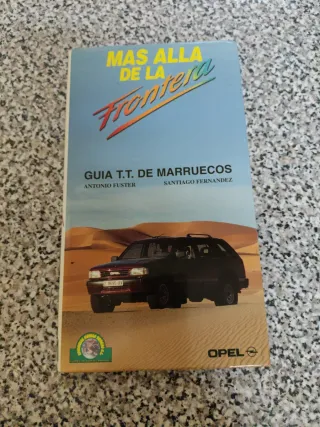 MAS ALLA
DE LA
Frontera
GUIA T.T. DE MARRUECOS
ANTONIO FUSTER SANTIAGO FERNANDEZ
OPEL